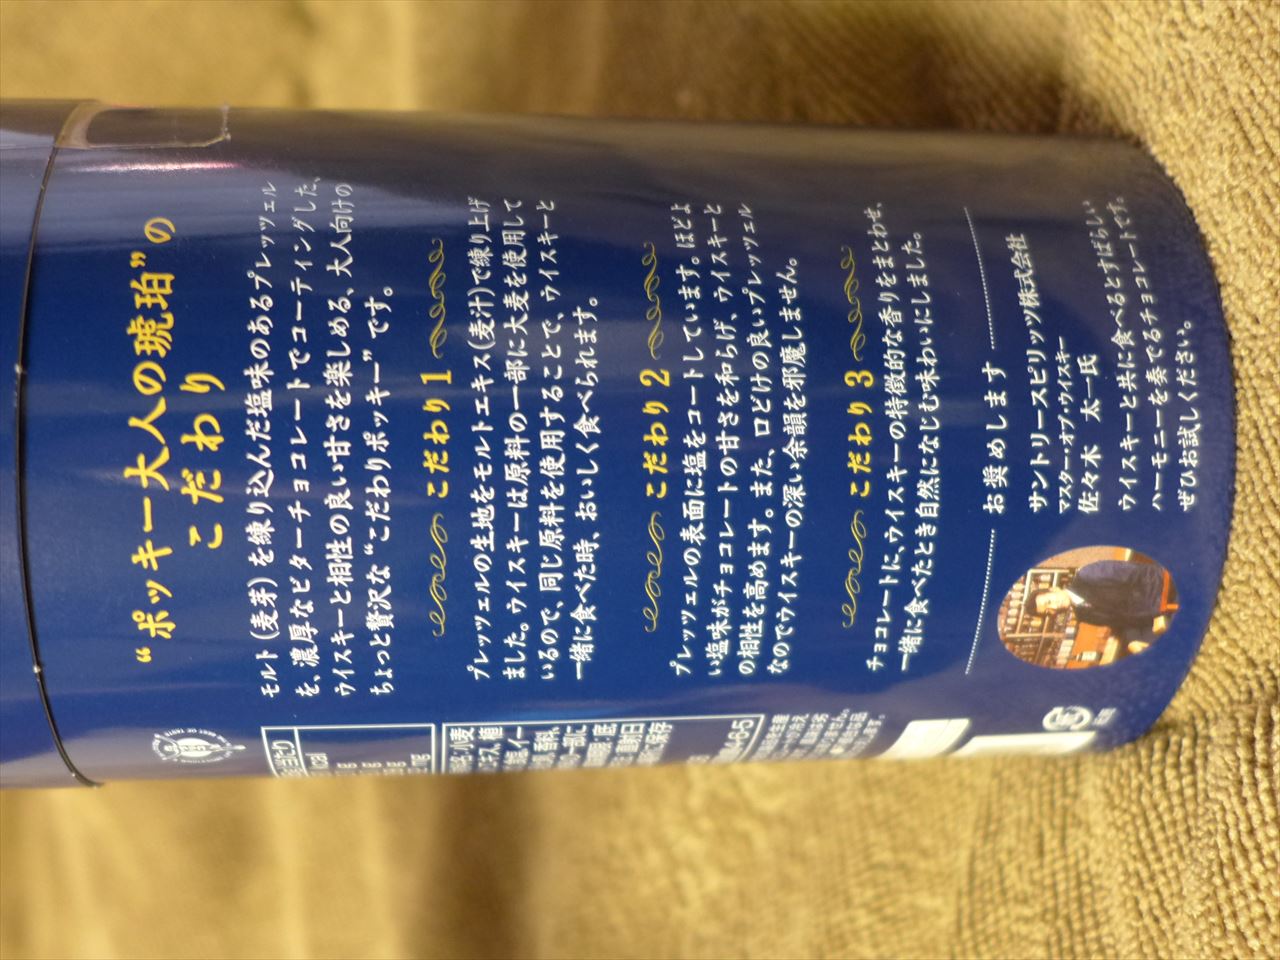 “ポッキー大人の琥珀”の
こだわり
モルト(麦芽)を練り込んだ塩味のあるプレッツェル
を、濃厚なビターチョコレートでコーティングした、
ウイスキーと相性の良い甘さを楽しめる、大人向けの
ちょっと贅沢な“こだわりポッキー”です。
こだわり1
プレッツェルの生地をモルトエキス(麦汁)で練り上げ
ました。ウイスキーは原料の一部に大麦を使用して
いるので、同じ原料を使用することで、ウイスキーと
一緒に食べた時、おいしく食べられます。
こだわり2
プレッツェルの表面に塩をコートしています。ほどよ
い塩味がチョコレートの甘さを和らげ、ウイスキーと
の相性を高めます。また、口どけの良いプレッツェル
なのでウイスキーの深い余韻を邪魔しません。
こだわり3
チョコレートに、ウイスキーの特徴的な香りをまとわせ、
一緒に食べたとき自然になじむ味わいにしました。
お奨めします
サントリースピリッツ株式会社
マスター・オブ・ウイスキー
佐々木 太一氏
ウイスキーと共に食べるとすばらしい
ハーモニーを奏でるチョコレートです。
ぜひお試しください。